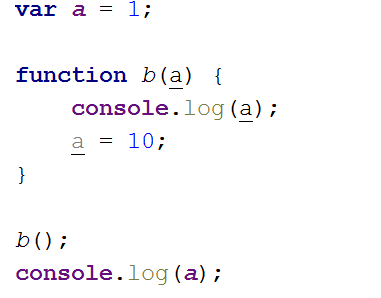 var a = 1;
function b(a) {
    console.log(a);
    a = 10;
}
b();
console.log(a);